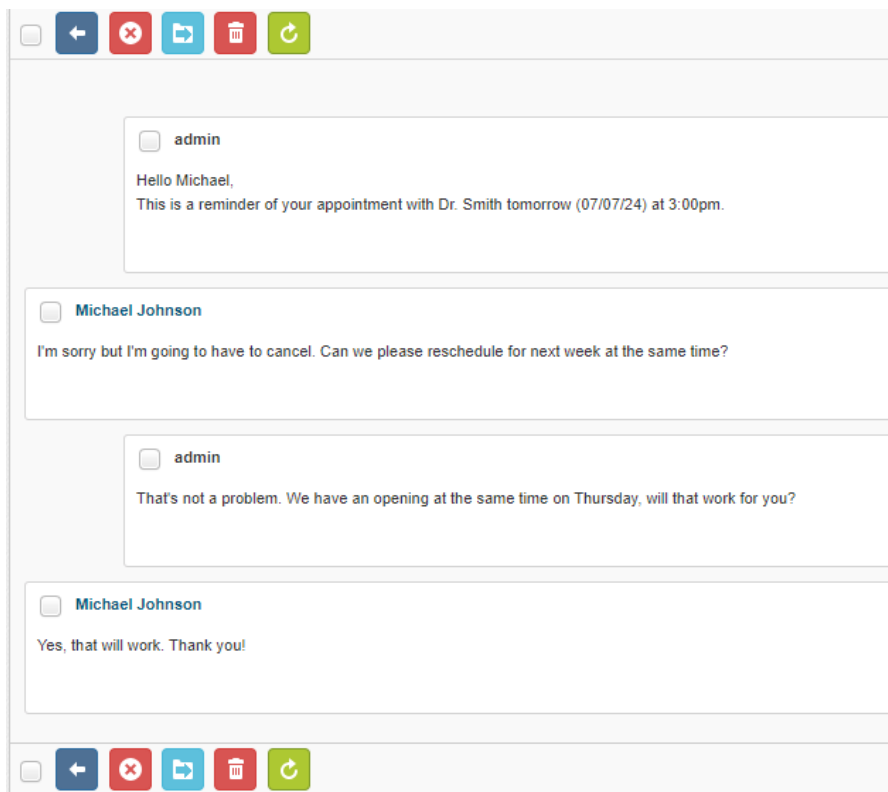 admin
Hello Michael,
This is a reminder of your appointment with Dr. Smith tomorrow (07/07/24) at 3:00pm.
Michael Johnson
I'm sorry but I'm going to have to cancel. Can we please reschedule for next week at the same time?
admin
That's not a problem. We have an opening at the same time on Thursday, will that work for you?
Michael Johnson
Yes, that will work. Thank you!